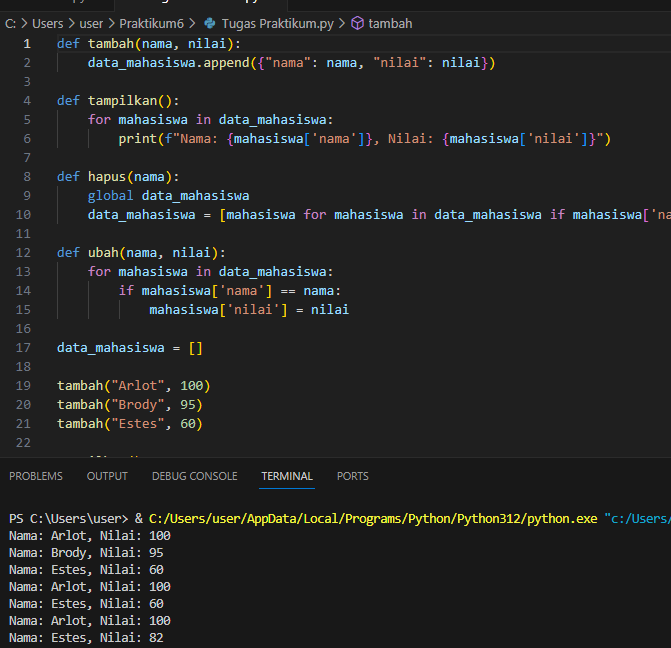 C: > Users > user > Praktikum6 > Tugas Praktikum.py > tambah
1 def tambah(nama, nilai):
2     data_mahasiswa.append({"nama": nama, "nilai": nilai})
3
4 def tampilkan():
5     for mahasiswa in data_mahasiswa:
6         print(f"Nama: {mahasiswa['nama']}, Nilai: {mahasiswa['nilai']}")
7
8 def hapus(nama):
9     global data_mahasiswa
10     data_mahasiswa = [mahasiswa for mahasiswa in data_mahasiswa if mahasiswa['na
11
12 def ubah(nama, nilai):
13     for mahasiswa in data_mahasiswa:
14         if mahasiswa['nama'] == nama:
15             mahasiswa['nilai'] = nilai
16
17 data_mahasiswa = []
18
19 tambah("Arlot", 100)
20 tambah("Brody", 95)
21 tambah("Estes", 60)
22
PROBLEMS OUTPUT DEBUG CONSOLE TERMINAL PORTS
PS C:\Users\user> & C:/Users/user/AppData/Local/Programs/Python/Python312/python.exe "c:/Users/
Nama: Arlot, Nilai: 100
Nama: Brody, Nilai: 95
Nama: Estes, Nilai: 60
Nama: Arlot, Nilai: 100
Nama: Estes, Nilai: 60
Nama: Arlot, Nilai: 100
Nama: Estes, Nilai: 82